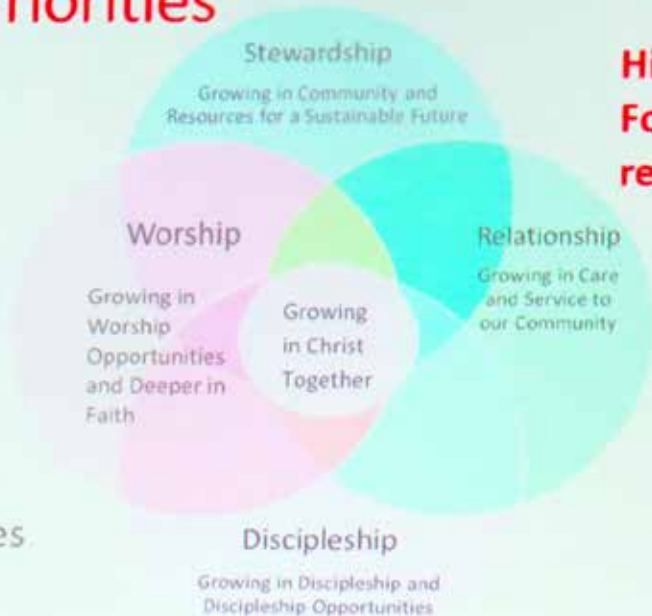 Stewardship
Growing in Community and
Resources for a Sustainable Future
Worship
Growing in
Worship
Opportunities
and Deeper in
Faith
Relationship
Growing in Care
and Service to
our Community
Growing
in Christ
Together
Discipleship
Growing in Discipleship and
Discipleship Opportunities